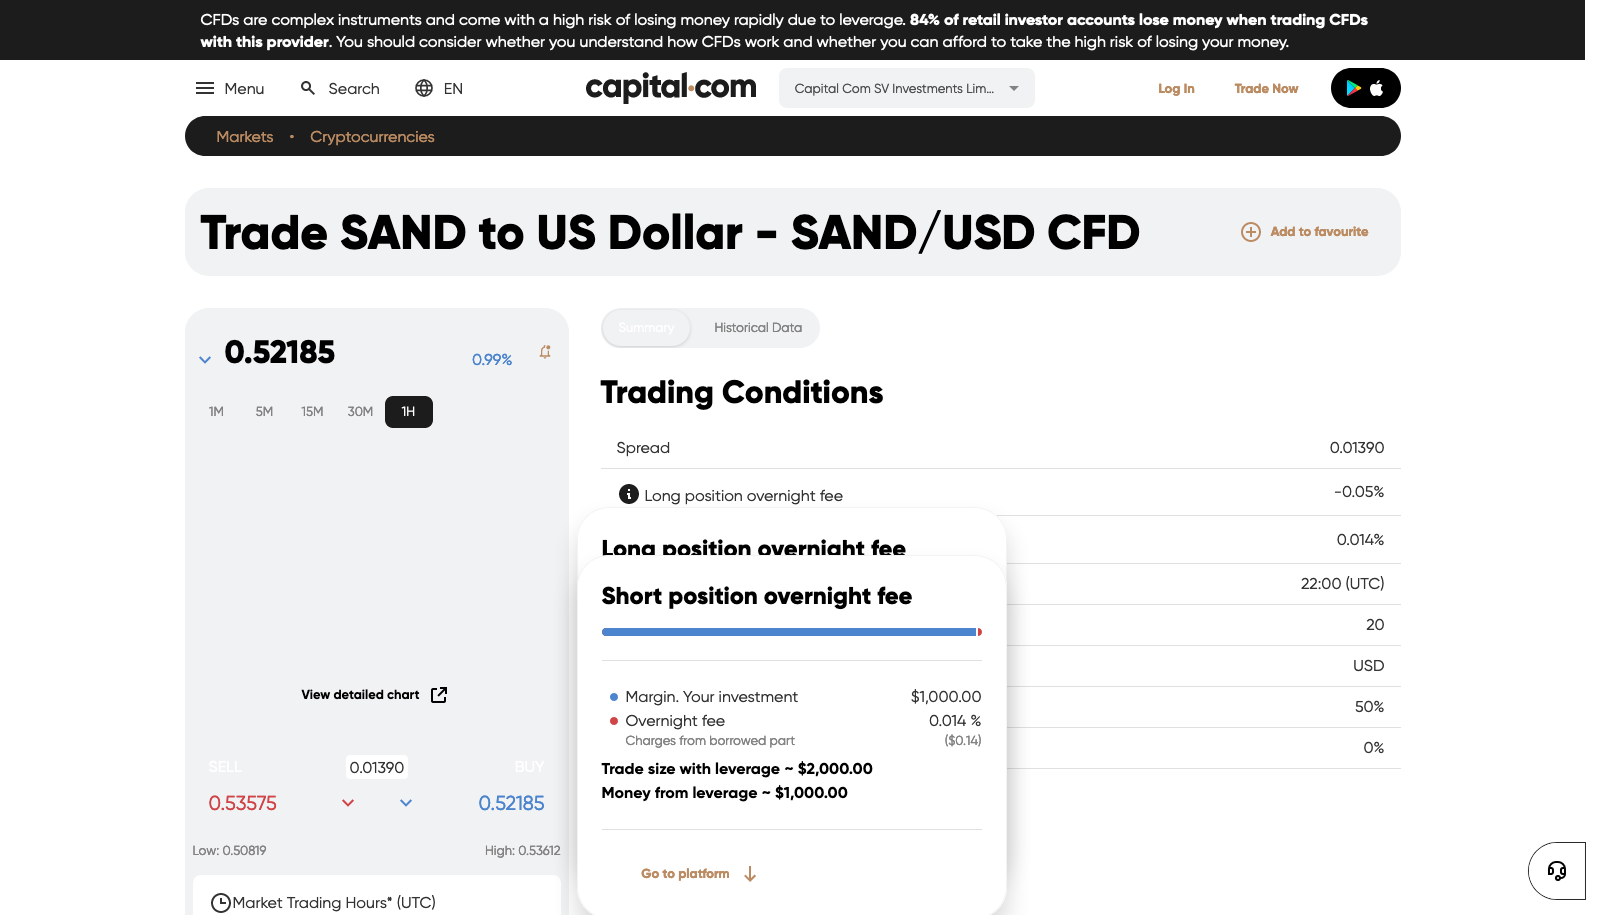 CFDs are complex instruments and come with a high risk of losing money rapidly due to leverage. 84% of retail investor accounts lose money when trading CFDs
with this provider. You should consider whether you understand how CFDs work and whether you can afford to take the high risk of losing your money.
Menu
Search
EN
capital.com
Capital Com SV Investments Lim...
Log In
Trade Now
Markets • Cryptocurrencies
Trade SAND to US Dollar - SAND/USD CFD
Add to favourite
0.52185
0.99%
1M 5M 15M 30M 1H
View detailed chart
SELL
0.01390
BUY
0.53575
0.52185
Low: 0.50819
High: 0.53612
Market Trading Hours* (UTC)
Summary
Historical Data
Trading Conditions
Spread 0.01390
Long position overnight fee -0.05%
0.014%
22:00 (UTC)
20
USD
50%
0%
Long position overnight fee
Short position overnight fee
Margin. Your investment $1,000.00
Overnight fee 0.014 %
Charges from borrowed part ($0.14)
Trade size with leverage ~ $2,000.00
Money from leverage ~ $1,000.00
Go to platform